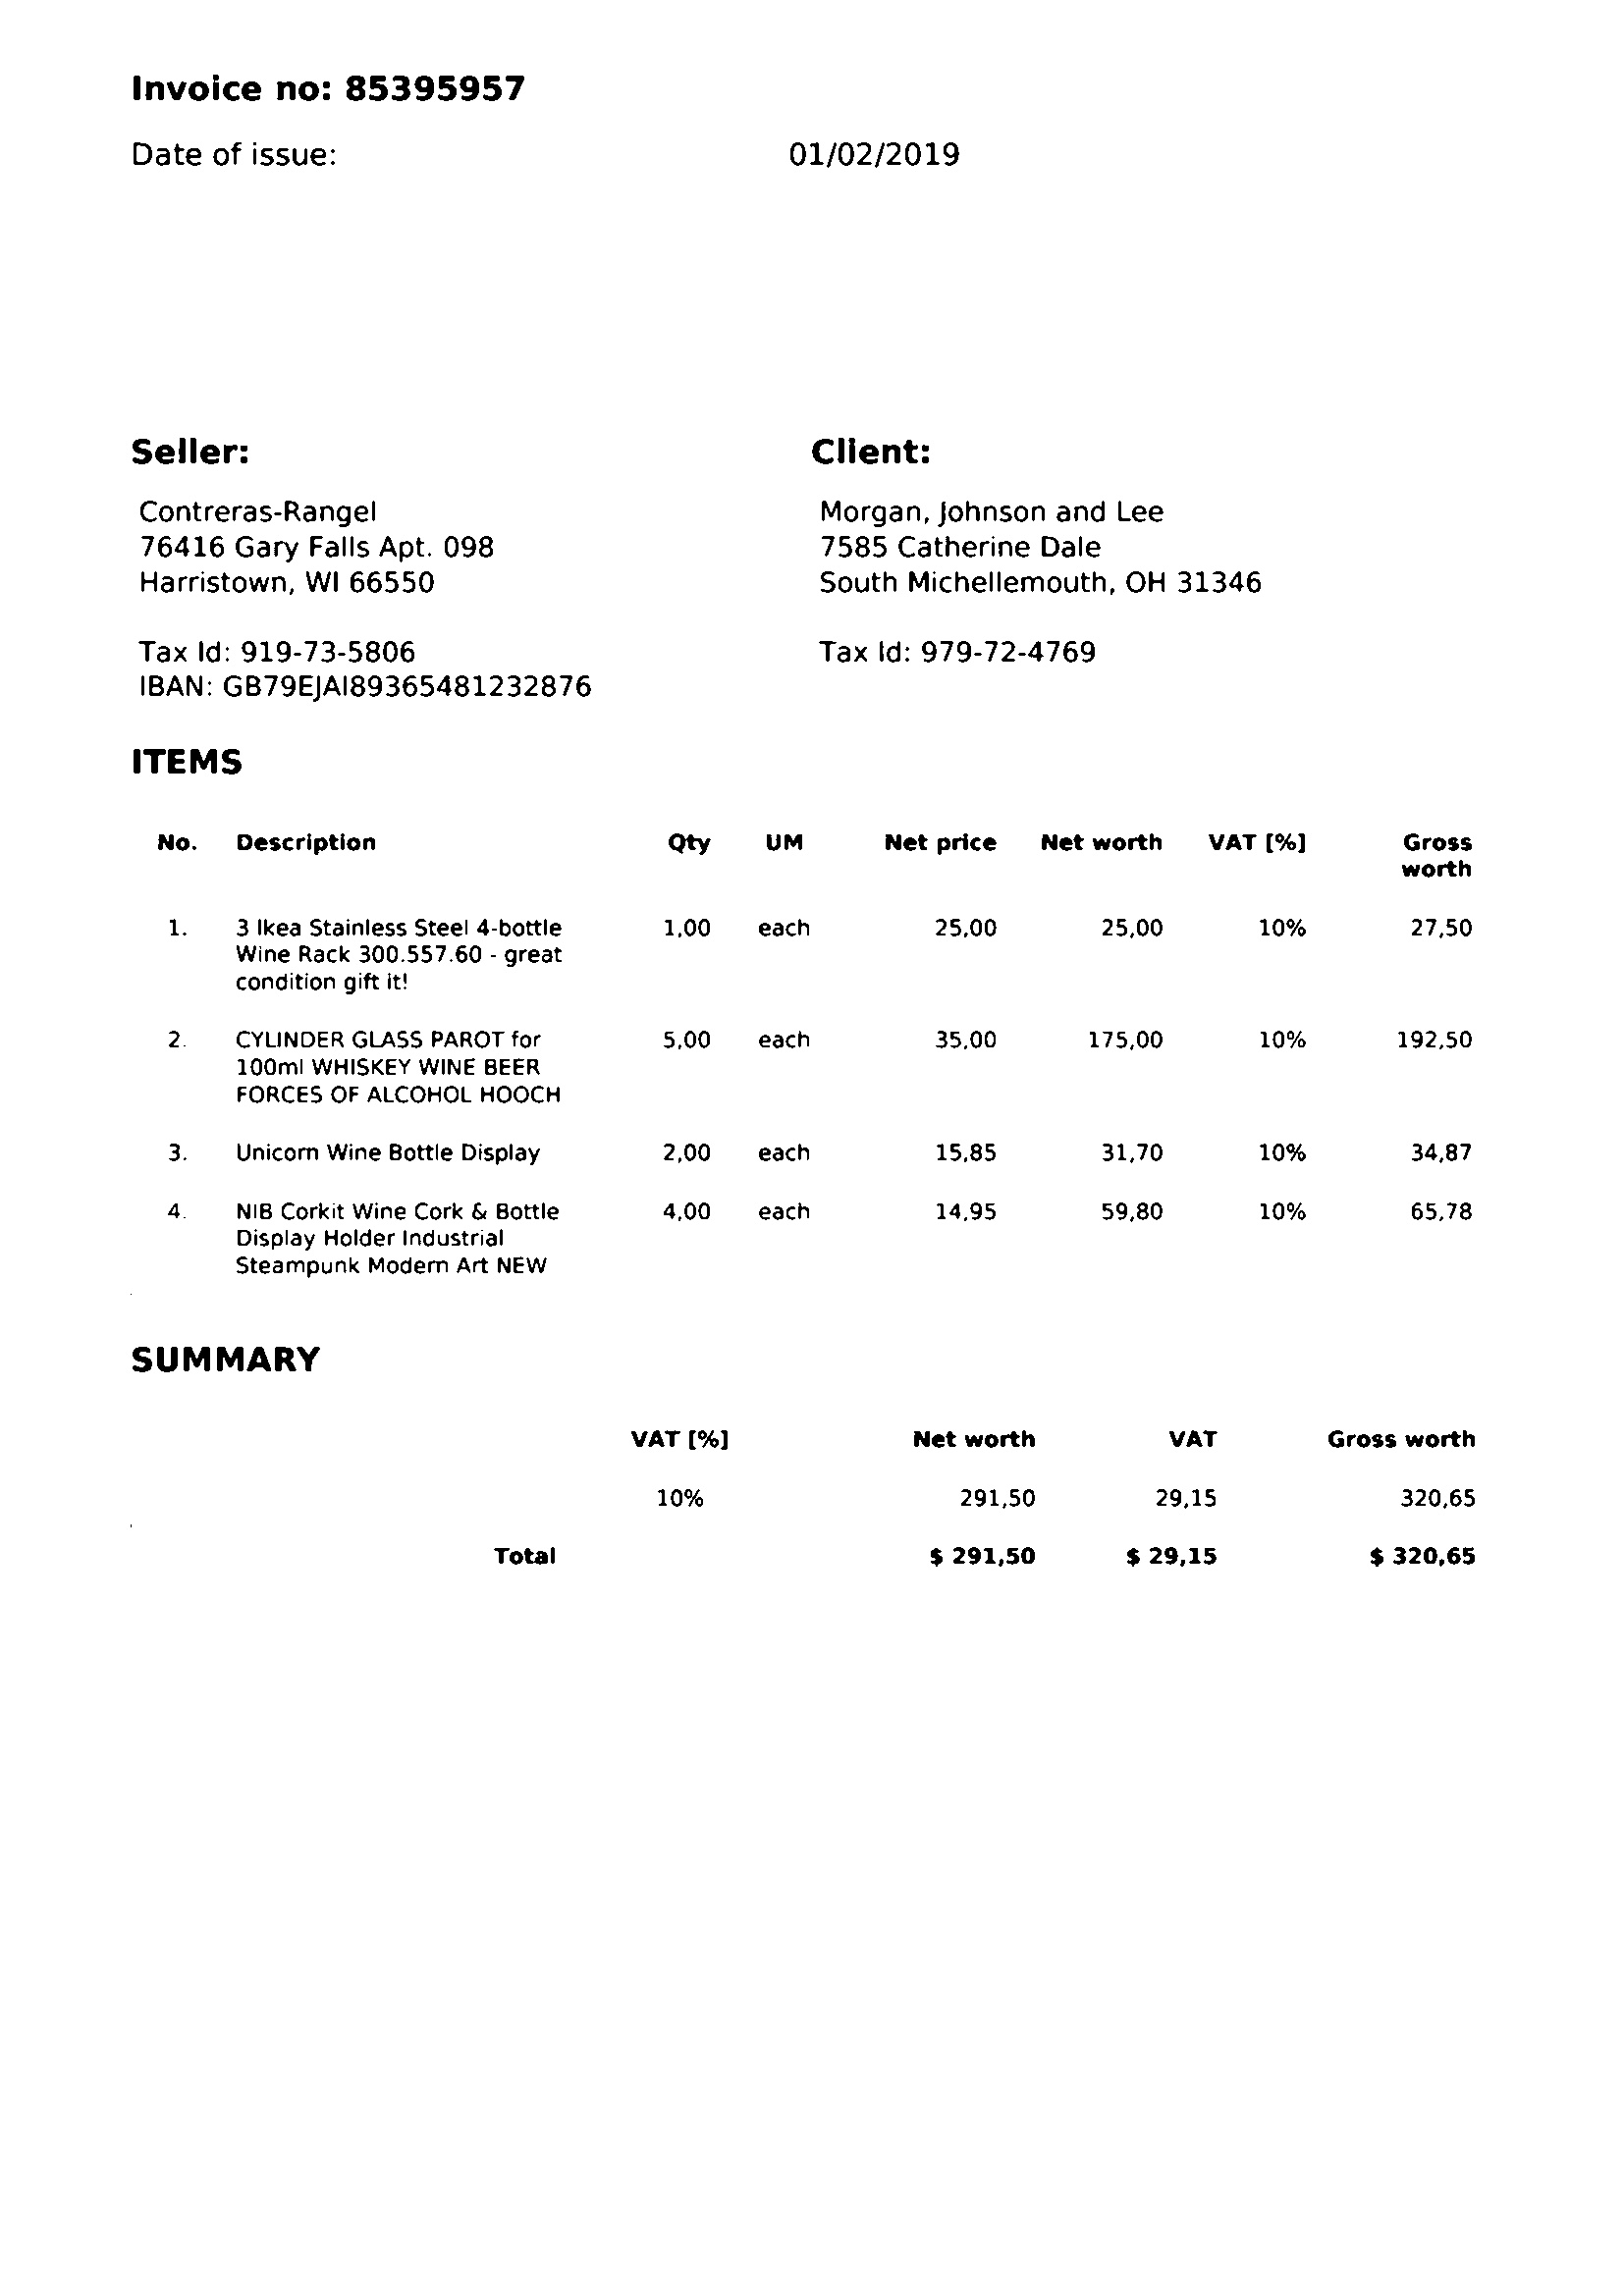 Invoice no: 85395957
Date of issue: 01/02/2019
Seller:
Contreras-Rangel
76416 Gary Falls Apt. 098
Harristown, WI 66550
Tax Id: 919-73-5806
IBAN: GB79EJAI89365481232876
Client:
Morgan, Johnson and Lee
7585 Catherine Dale
South Michellemouth, OH 31346
Tax Id: 979-72-4769
ITEMS
No. Description Qty UM Net price Net worth VAT [%] Gross
worth
1. 3 Ikea Stainless Steel 4-bottle 1,00 each 25,00 25,00 10% 27,50
Wine Rack 300.557.60 - great
condition gift it!
2. CYLINDER GLASS PAROT for 5,00 each 35,00 175,00 10% 192,50
100ml WHISKEY WINE BEER
FORCES OF ALCOHOL HOOCH
3. Unicorn Wine Bottle Display 2,00 each 15,85 31,70 10% 34,87
4. NIB Corkit Wine Cork & Bottle 4,00 each 14,95 59,80 10% 65,78
Display Holder Industrial
Steampunk Modern Art NEW
SUMMARY
VAT [%] Net worth VAT Gross worth
10% 291,50 29,15 320,65
Total $ 291,50 $ 29,15 $ 320,65